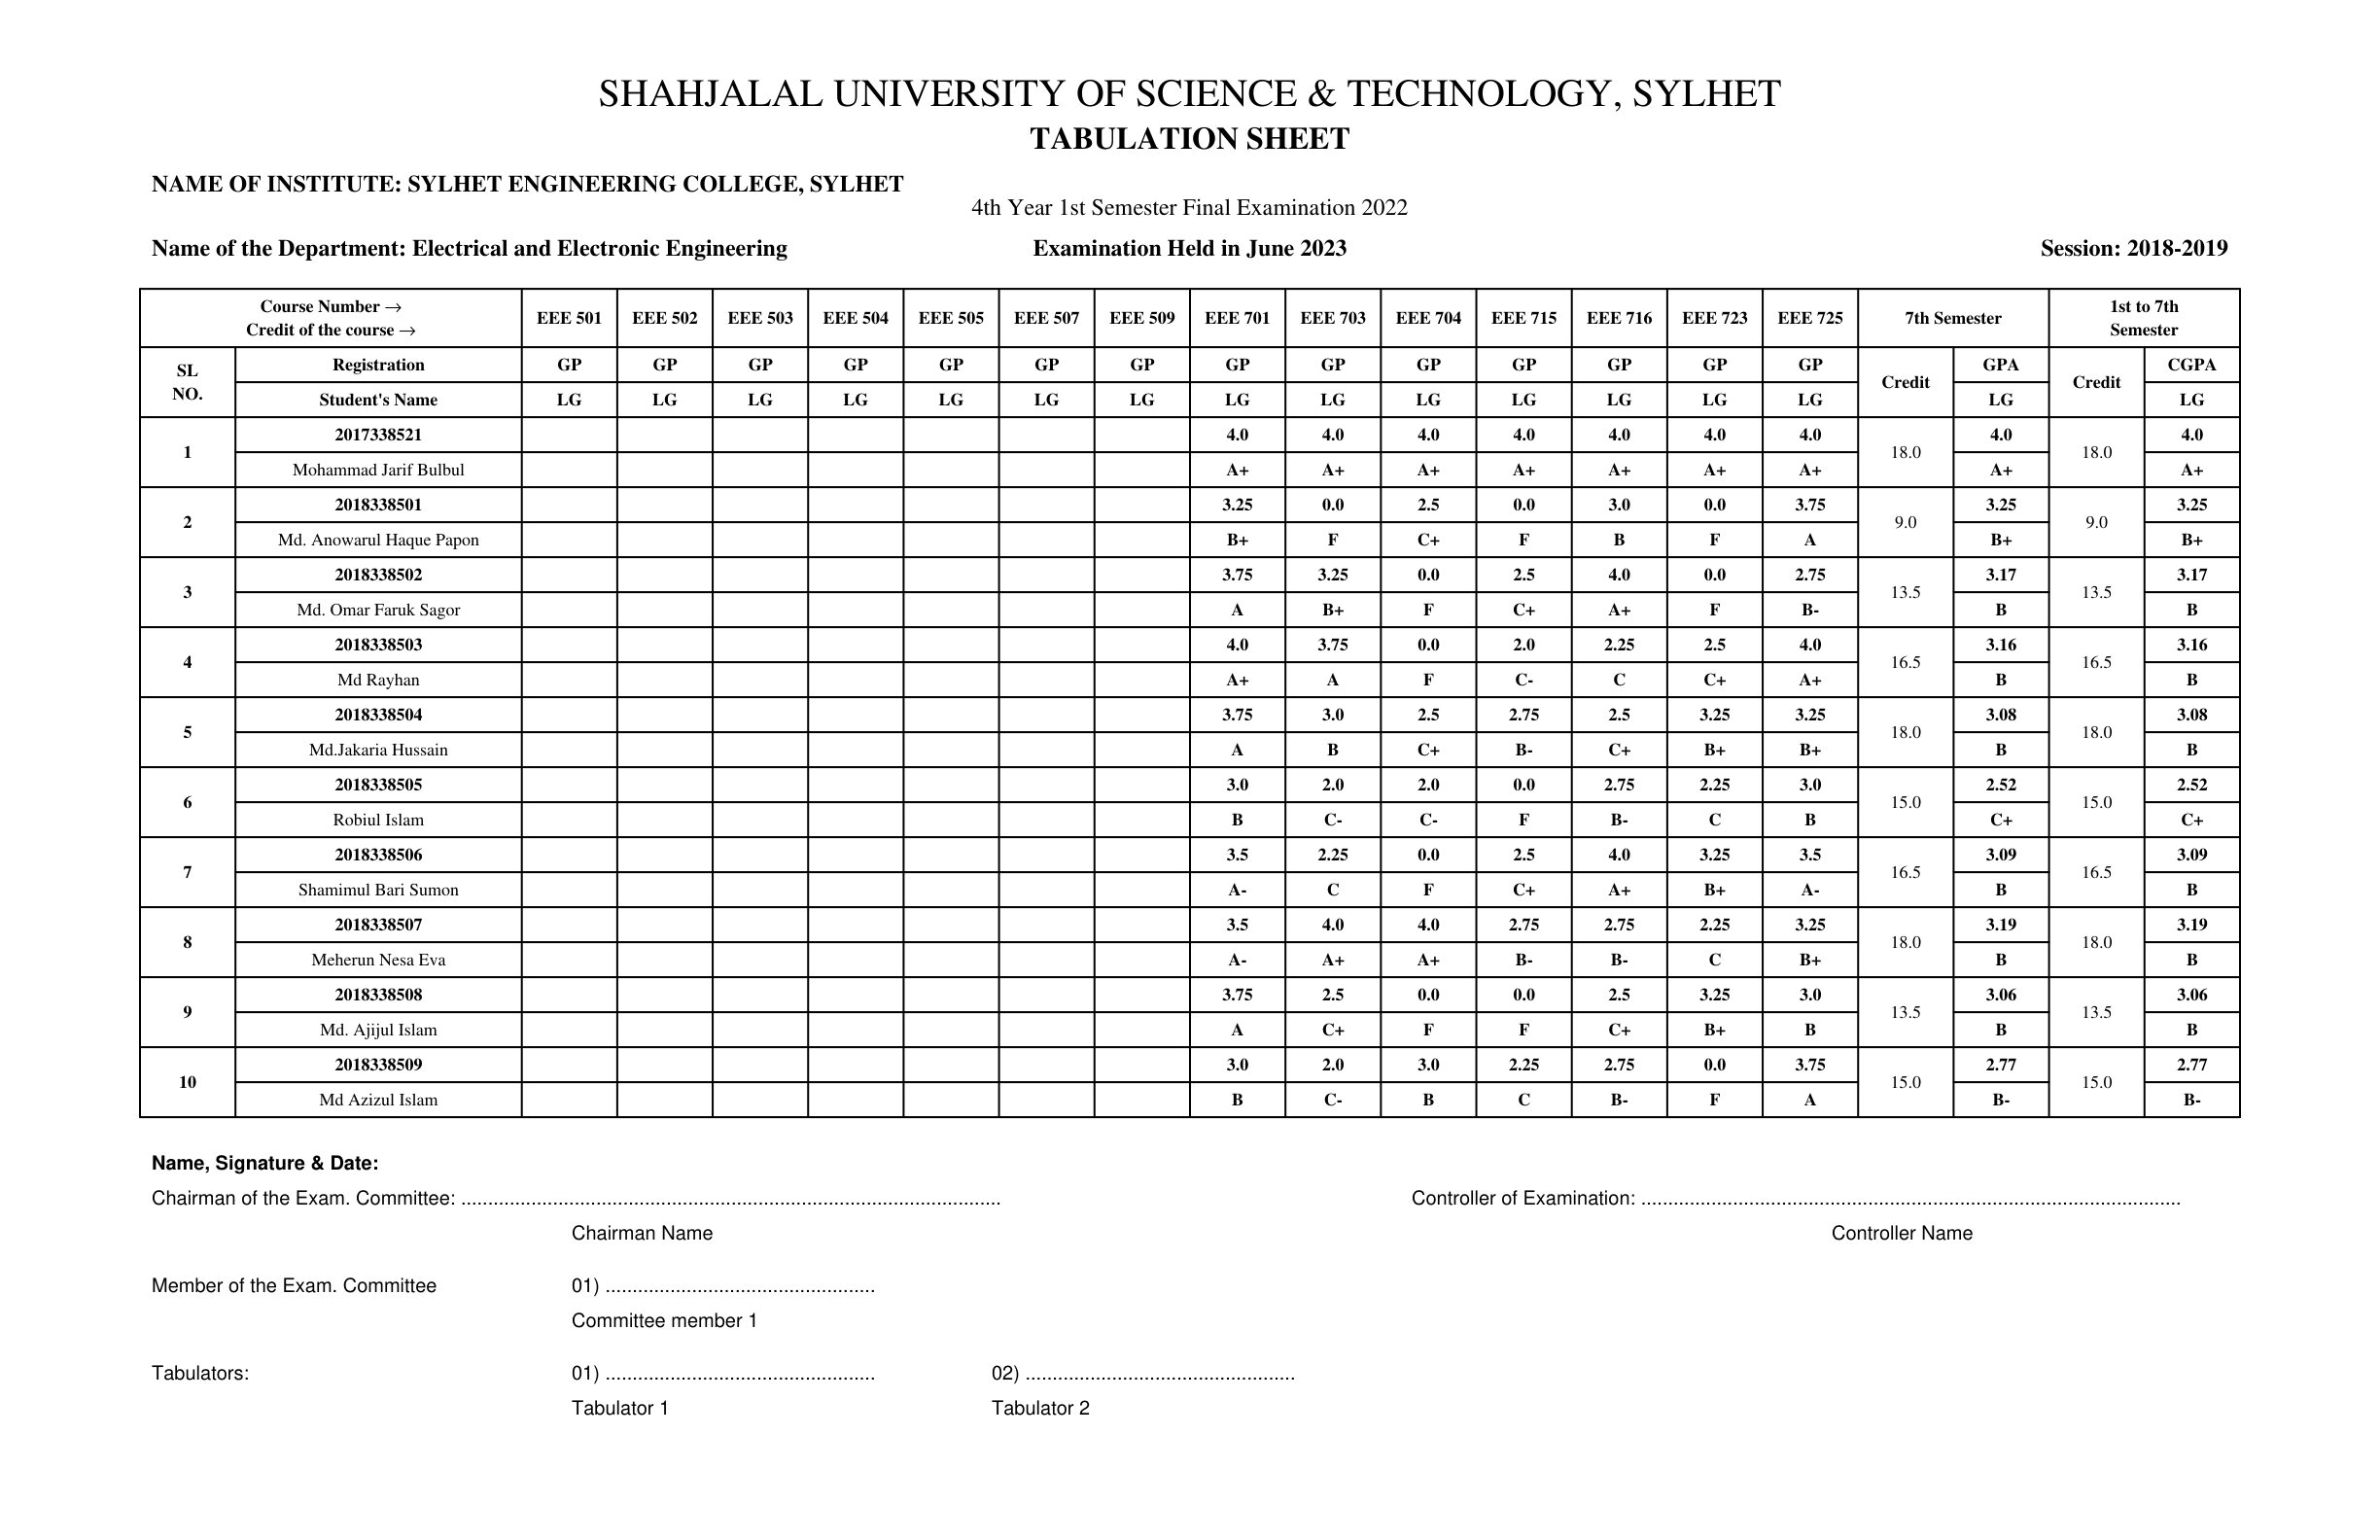 SHAHJALAL UNIVERSITY OF SCIENCE & TECHNOLOGY, SYLHET
TABULATION SHEET
NAME OF INSTITUTE: SYLHET ENGINEERING COLLEGE, SYLHET
4th Year 1st Semester Final Examination 2022
Name of the Department: Electrical and Electronic Engineering Examination Held in June 2023 Session: 2018-2019
Course Number → EEE 501 EEE 502 EEE 503 EEE 504 EEE 505 EEE 507 EEE 509 EEE 701 EEE 703 EEE 704 EEE 715 EEE 716 EEE 723 EEE 725 7th Semester 1st to 7th
Credit of the course → Semester
SL Registration GP GP GP GP GP GP GP GP GP GP GP GP GP GP Credit GPA Credit CGPA
NO. Student's Name LG LG LG LG LG LG LG LG LG LG LG LG LG LG LG LG
1 2017338521 4.0 4.0 4.0 4.0 4.0 4.0 4.0 18.0 4.0 18.0 4.0
Mohammad Jarif Bulbul A+ A+ A+ A+ A+ A+ A+ A+ A+
2 2018338501 3.25 0.0 2.5 0.0 3.0 0.0 3.75 9.0 3.25 9.0 3.25
Md. Anowarul Haque Papon B+ F C+ F B F A B+ B+
3 2018338502 3.75 3.25 0.0 2.5 4.0 0.0 2.75 13.5 3.17 13.5 3.17
Md. Omar Faruk Sagor A B+ F C+ A+ F B- B B
4 2018338503 4.0 3.75 0.0 2.0 2.25 2.5 4.0 16.5 3.16 16.5 3.16
Md Rayhan A+ A F C- C C+ A+ B B
5 2018338504 3.75 3.0 2.5 2.75 2.5 3.25 3.25 18.0 3.08 18.0 3.08
Md.Jakaria Hussain A B C+ B- C+ B+ B+ B B
6 2018338505 3.0 2.0 2.0 0.0 2.75 2.25 3.0 15.0 2.52 15.0 2.52
Robiul Islam B C- C- F B- C B C+ C+
7 2018338506 3.5 2.25 0.0 2.5 4.0 3.25 3.5 16.5 3.09 16.5 3.09
Shamimul Bari Sumon A- C F C+ A+ B+ A- B B
8 2018338507 3.5 4.0 4.0 2.75 2.75 2.25 3.25 18.0 3.19 18.0 3.19
Meherun Nesa Eva A- A+ A+ B- B- C B+ B B
9 2018338508 3.75 2.5 0.0 0.0 2.5 3.25 3.0 13.5 3.06 13.5 3.06
Md. Ajijul Islam A C+ F F C+ B+ B B B
10 2018338509 3.0 2.0 3.0 2.25 2.75 0.0 3.75 15.0 2.77 15.0 2.77
Md Azizul Islam B C- B C B- F A B- B-
Name, Signature & Date:
Chairman of the Exam. Committee: .................................................................................................... Controller of Examination: ....................................................................................................
Chairman Name Controller Name
Member of the Exam. Committee 01) ..................................................
Committee member 1
Tabulators: 01) .................................................. 02) ..................................................
Tabulator 1 Tabulator 2